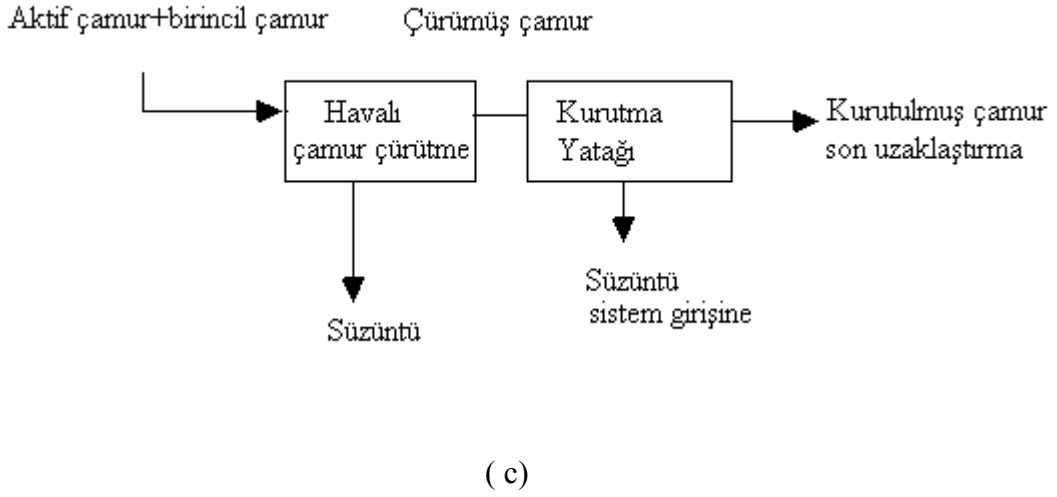 Aktif çamur+birincil çamur
Çürümüş çamur
Havalı
çamur çürütme
Kurutma
Yatağı
Kurutulmuş çamur
son uzaklaştırma
Süzüntü
Süzüntü
sistem girişine
( c)